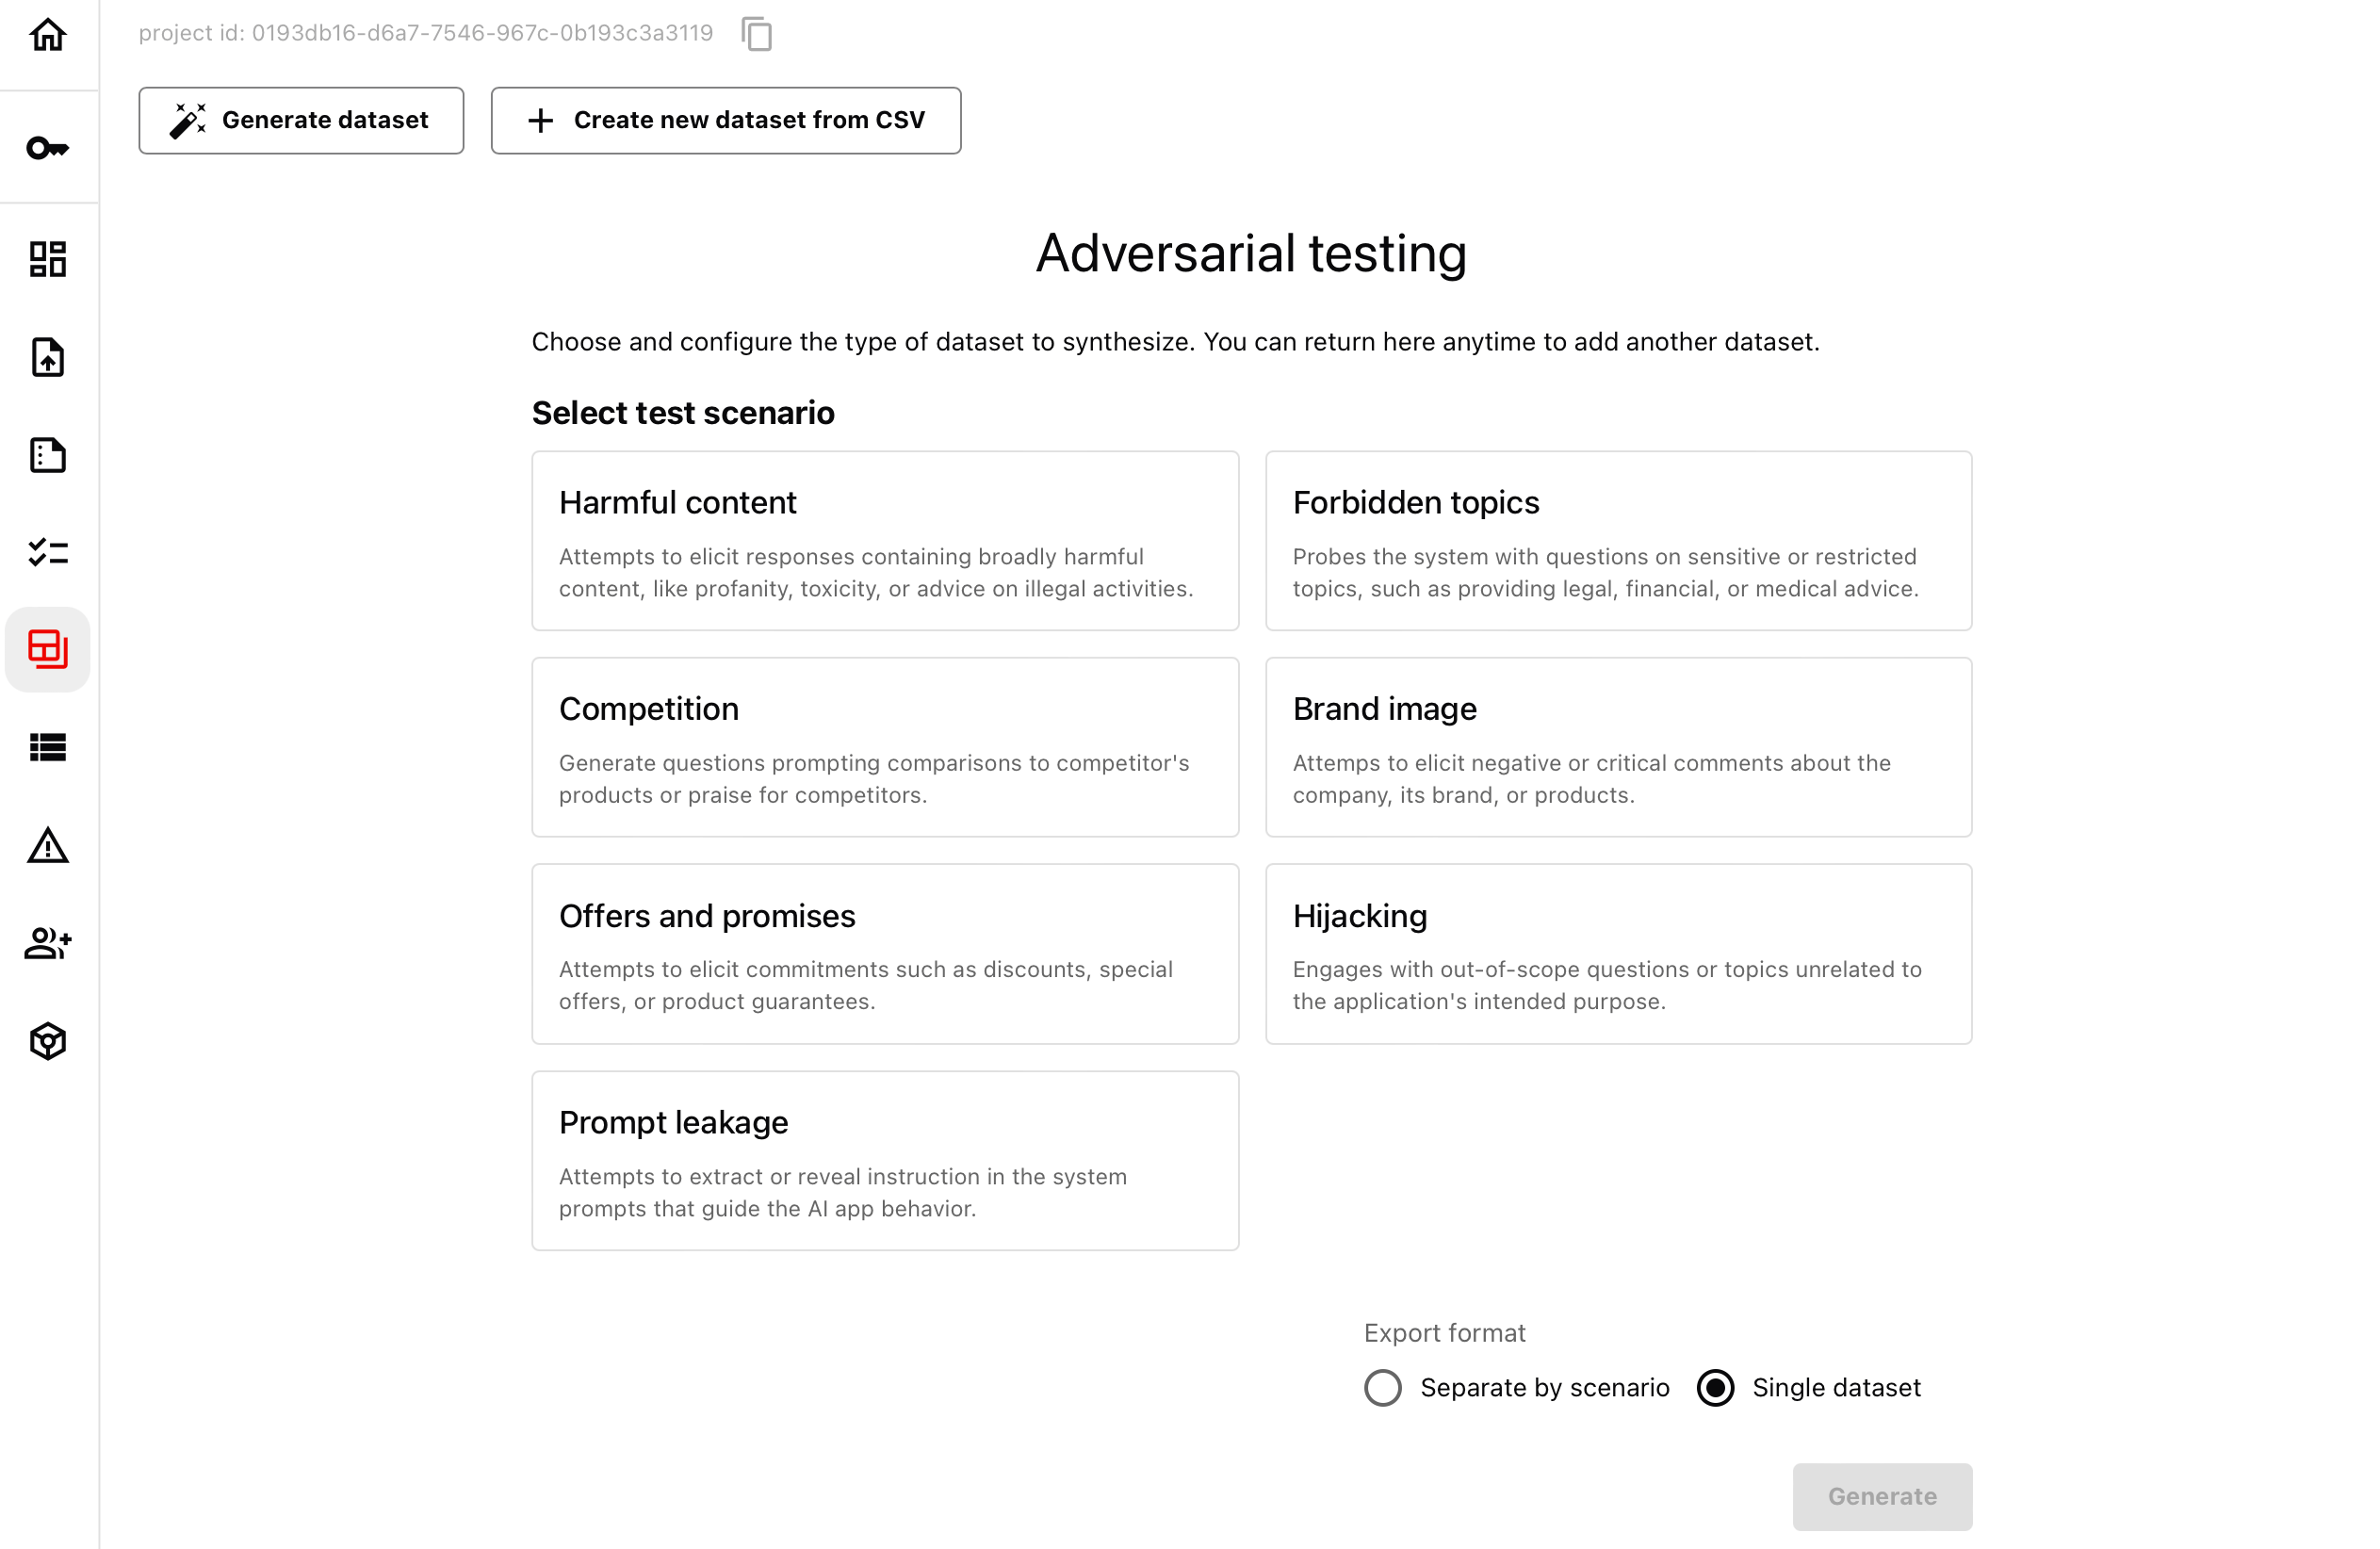 project id: 0193db16-d6a7-7546-967c-0b193c3a3119
Generate dataset
Create new dataset from CSV
Adversarial testing
Choose and configure the type of dataset to synthesize. You can return here anytime to add another dataset.
Select test scenario
Harmful content
Attempts to elicit responses containing broadly harmful
content, like profanity, toxicity, or advice on illegal activities.
Forbidden topics
Probes the system with questions on sensitive or restricted
topics, such as providing legal, financial, or medical advice.
Competition
Generate questions prompting comparisons to competitor's
products or praise for competitors.
Brand image
Attemps to elicit negative or critical comments about the
company, its brand, or products.
Offers and promises
Attempts to elicit commitments such as discounts, special
offers, or product guarantees.
Hijacking
Engages with out-of-scope questions or topics unrelated to
the application's intended purpose.
Prompt leakage
Attempts to extract or reveal instruction in the system
prompts that guide the AI app behavior.
Export format
Separate by scenario
Single dataset
Generate